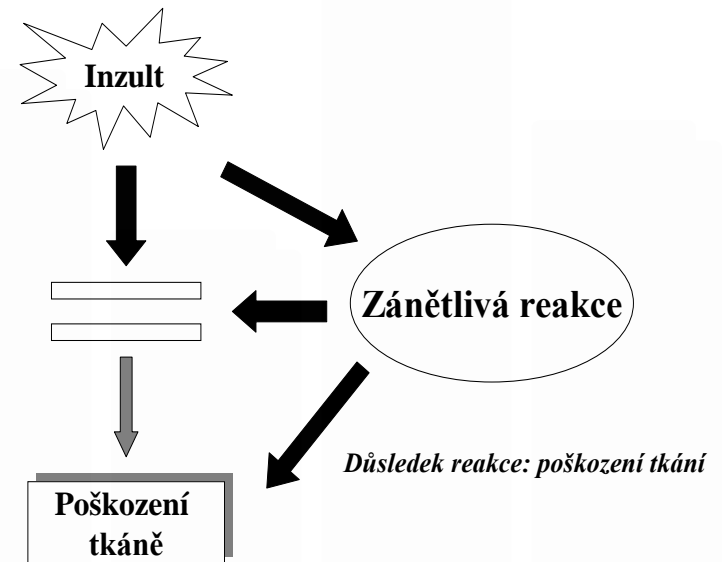 Inzult
Zánětlivá reakce
Důsledek reakce: poškození tkání
Poškození
tkáně